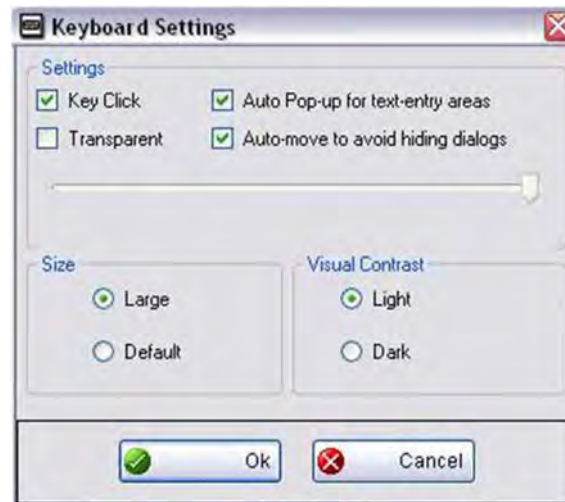 Keyboard Settings
Settings
Key Click
Auto Pop-up for text-entry areas
Transparent
Auto-move to avoid hiding dialogs
Size
Visual Contrast
Large
Light
Default
Dark
Ok
Cancel